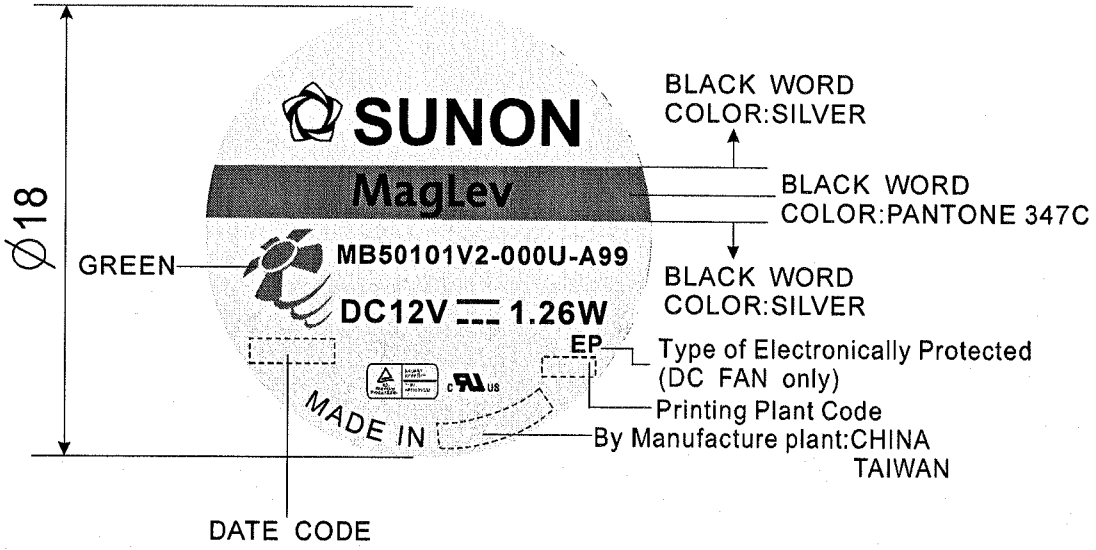 BLACK WORD
COLOR:SILVER
SUNON
MagLev
BLACK WORD
COLOR:PANTONE 347C
Ø18
GREEN
MB50101V2-000U-A99
BLACK WORD
COLOR:SILVER
DC12V 1.26W
EP
Type of Electronically Protected
(DC FAN only)
c US
Printing Plant Code
MADE IN
By Manufacture plant:CHINA
TAIWAN
DATE CODE